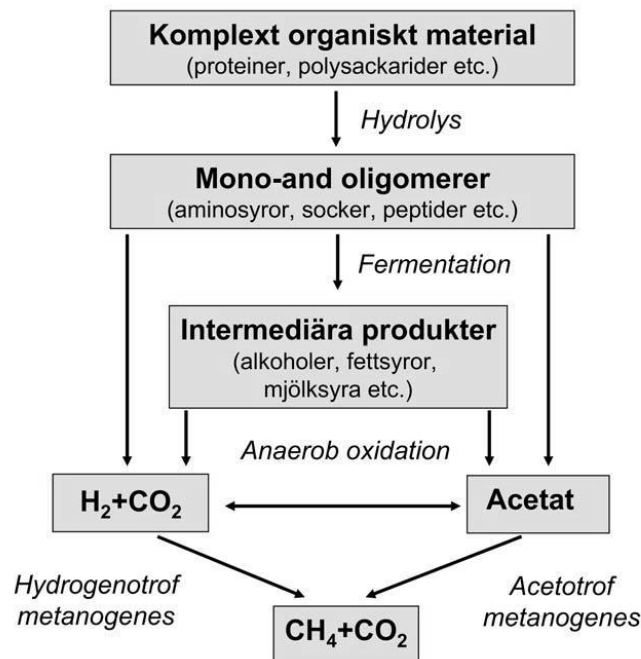 Komplext organiskt material
(proteiner, polysackarider etc.)
Hydrolys
Mono-and oligomerer
(aminosyror, socker, peptider etc.)
Fermentation
Intermediära produkter
(alkoholer, fettsyror,
mjölksyra etc.)
Anaerob oxidation
H₂+CO₂
Acetat
Hydrogenotrof
metanogenes
Acetotrof
metanogenes
CH₄+CO₂